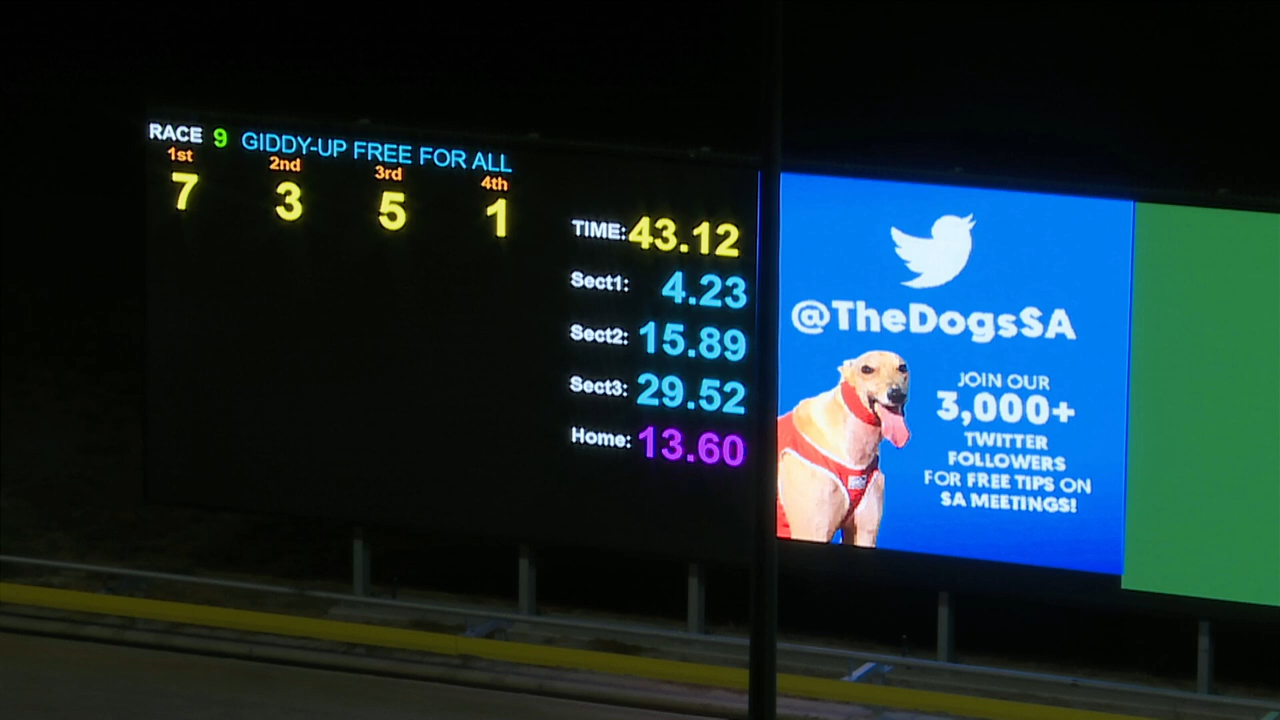 RACE 9 GIDDY-UP FREE FOR ALL
1st 2nd 3rd 4th
7 3 5 1
TIME: 43.12
Sect1: 4.23
Sect2: 15.89
Sect3: 29.52
Home: 13.60
@TheDogsSA
JOIN OUR
3,000+
TWITTER
FOLLOWERS
FOR FREE TIPS ON
SA MEETINGS!